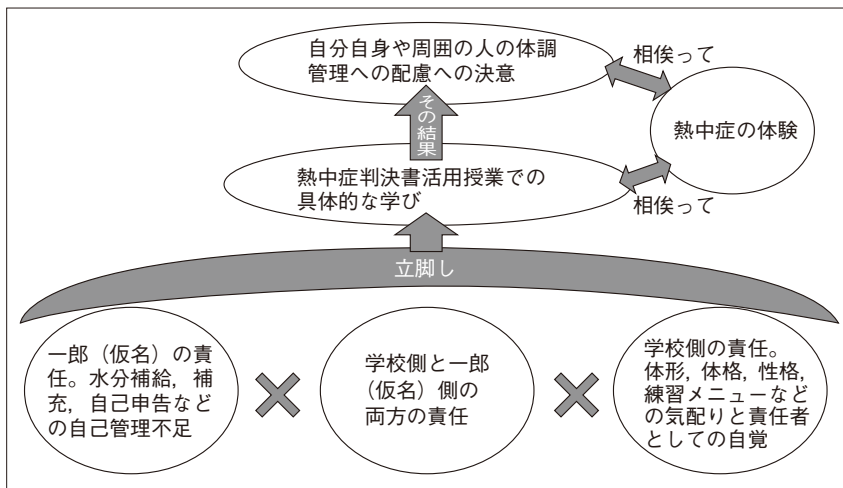 自分自身や周囲の人の体調
管理への配慮への決意
相俟って
その結果
熱中症の体験
熱中症判決書活用授業での
具体的な学び
相俟って
立脚し
一郎（仮名）の責
任。水分補給，補
充，自己申告など
の自己管理不足
学校側と一郎
（仮名）側の
両方の責任
学校側の責任。
体形，体格，性格，
練習メニューなど
の気配りと責任者
としての自覚